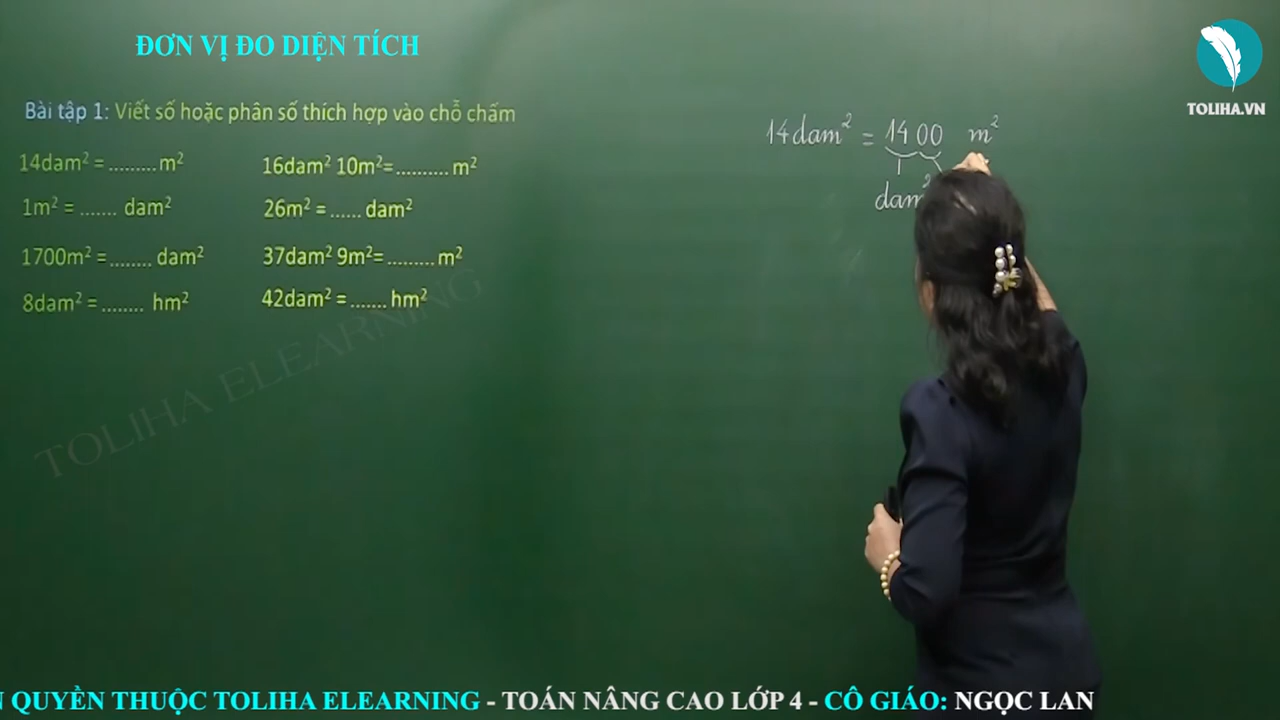 ĐƠN VỊ ĐO DIỆN TÍCH
TOLIHA.VN
Bài tập 1: Viết số hoặc phân số thích hợp vào chỗ chấm
14dam² = .........m²
16dam² 10m²=..........m²
1m² = ....... dam²
26m² = ...... dam²
1700m² =........ dam²
37dam² 9m²=.........m²
8dam² = ........ hm²
42dam² =....... hm²
14dam² = 1400 m²
dam²
TOLIHA ELEARNING
QUYỀN THUỘC TOLIHA ELEARNING - TOÁN NÂNG CAO LỚP 4 - CÔ GIÁO: NGỌC LAN